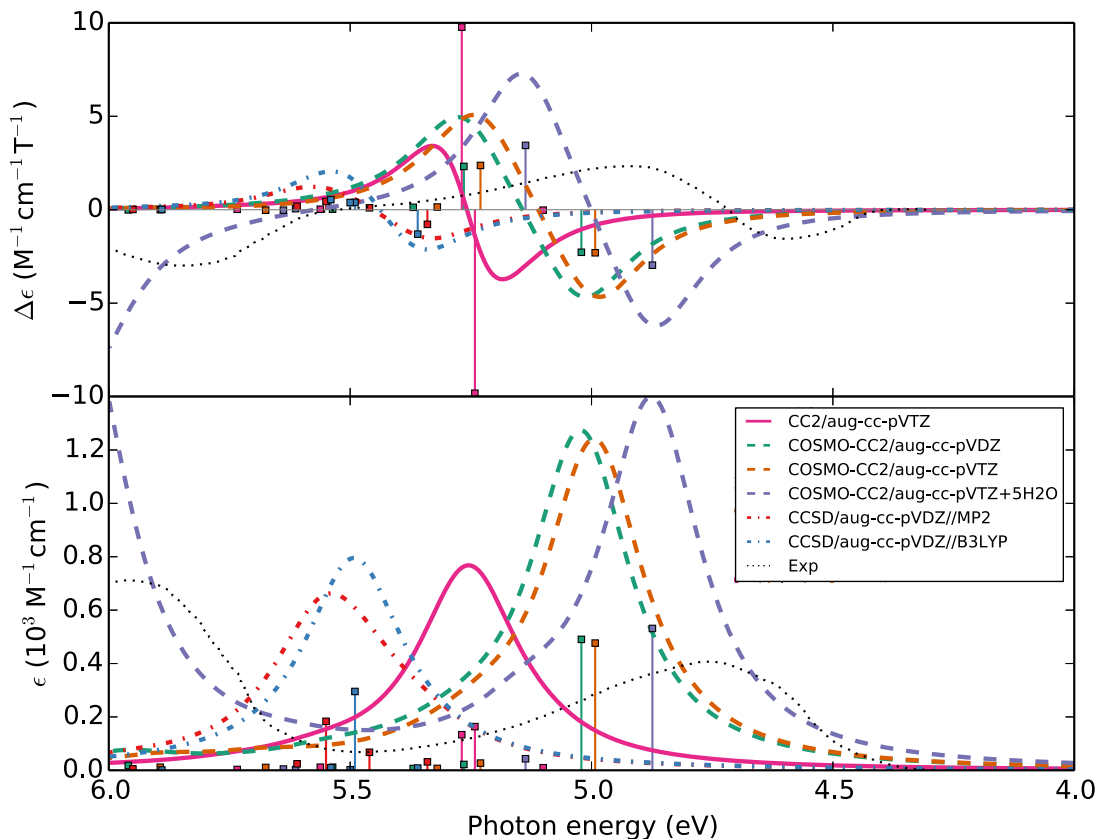 10
5
0
−5
−10
Δϵ (M⁻¹ cm⁻¹ T⁻¹)
1.2
1.0
0.8
0.6
0.4
0.2
0.0
ϵ (10³ M⁻¹ cm⁻¹)
CC2/aug-cc-pVTZ
COSMO-CC2/aug-cc-pVDZ
COSMO-CC2/aug-cc-pVTZ
COSMO-CC2/aug-cc-pVTZ+5H2O
CCSD/aug-cc-pVDZ//MP2
CCSD/aug-cc-pVDZ//B3LYP
Exp
6.0 5.5 5.0 4.5 4.0
Photon energy (eV)